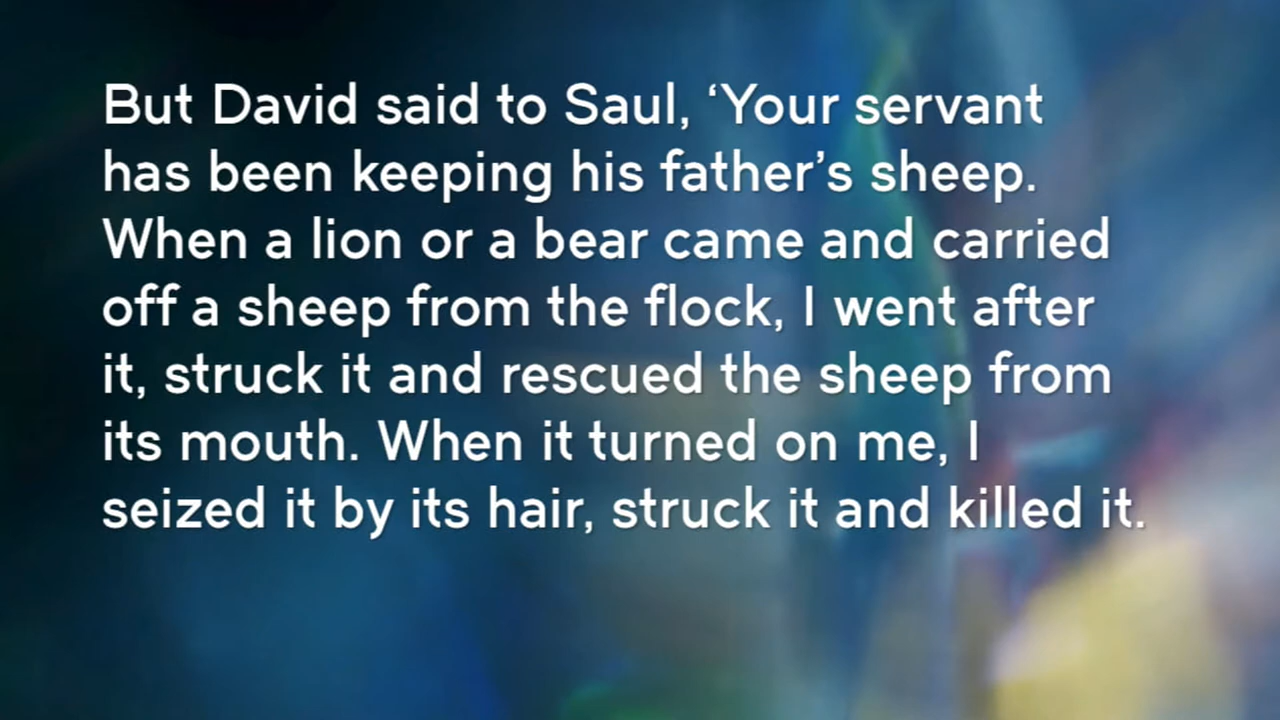 But David said to Saul, ‘Your servant
has been keeping his father’s sheep.
When a lion or a bear came and carried
off a sheep from the flock, I went after
it, struck it and rescued the sheep from
its mouth. When it turned on me, I
seized it by its hair, struck it and killed it.